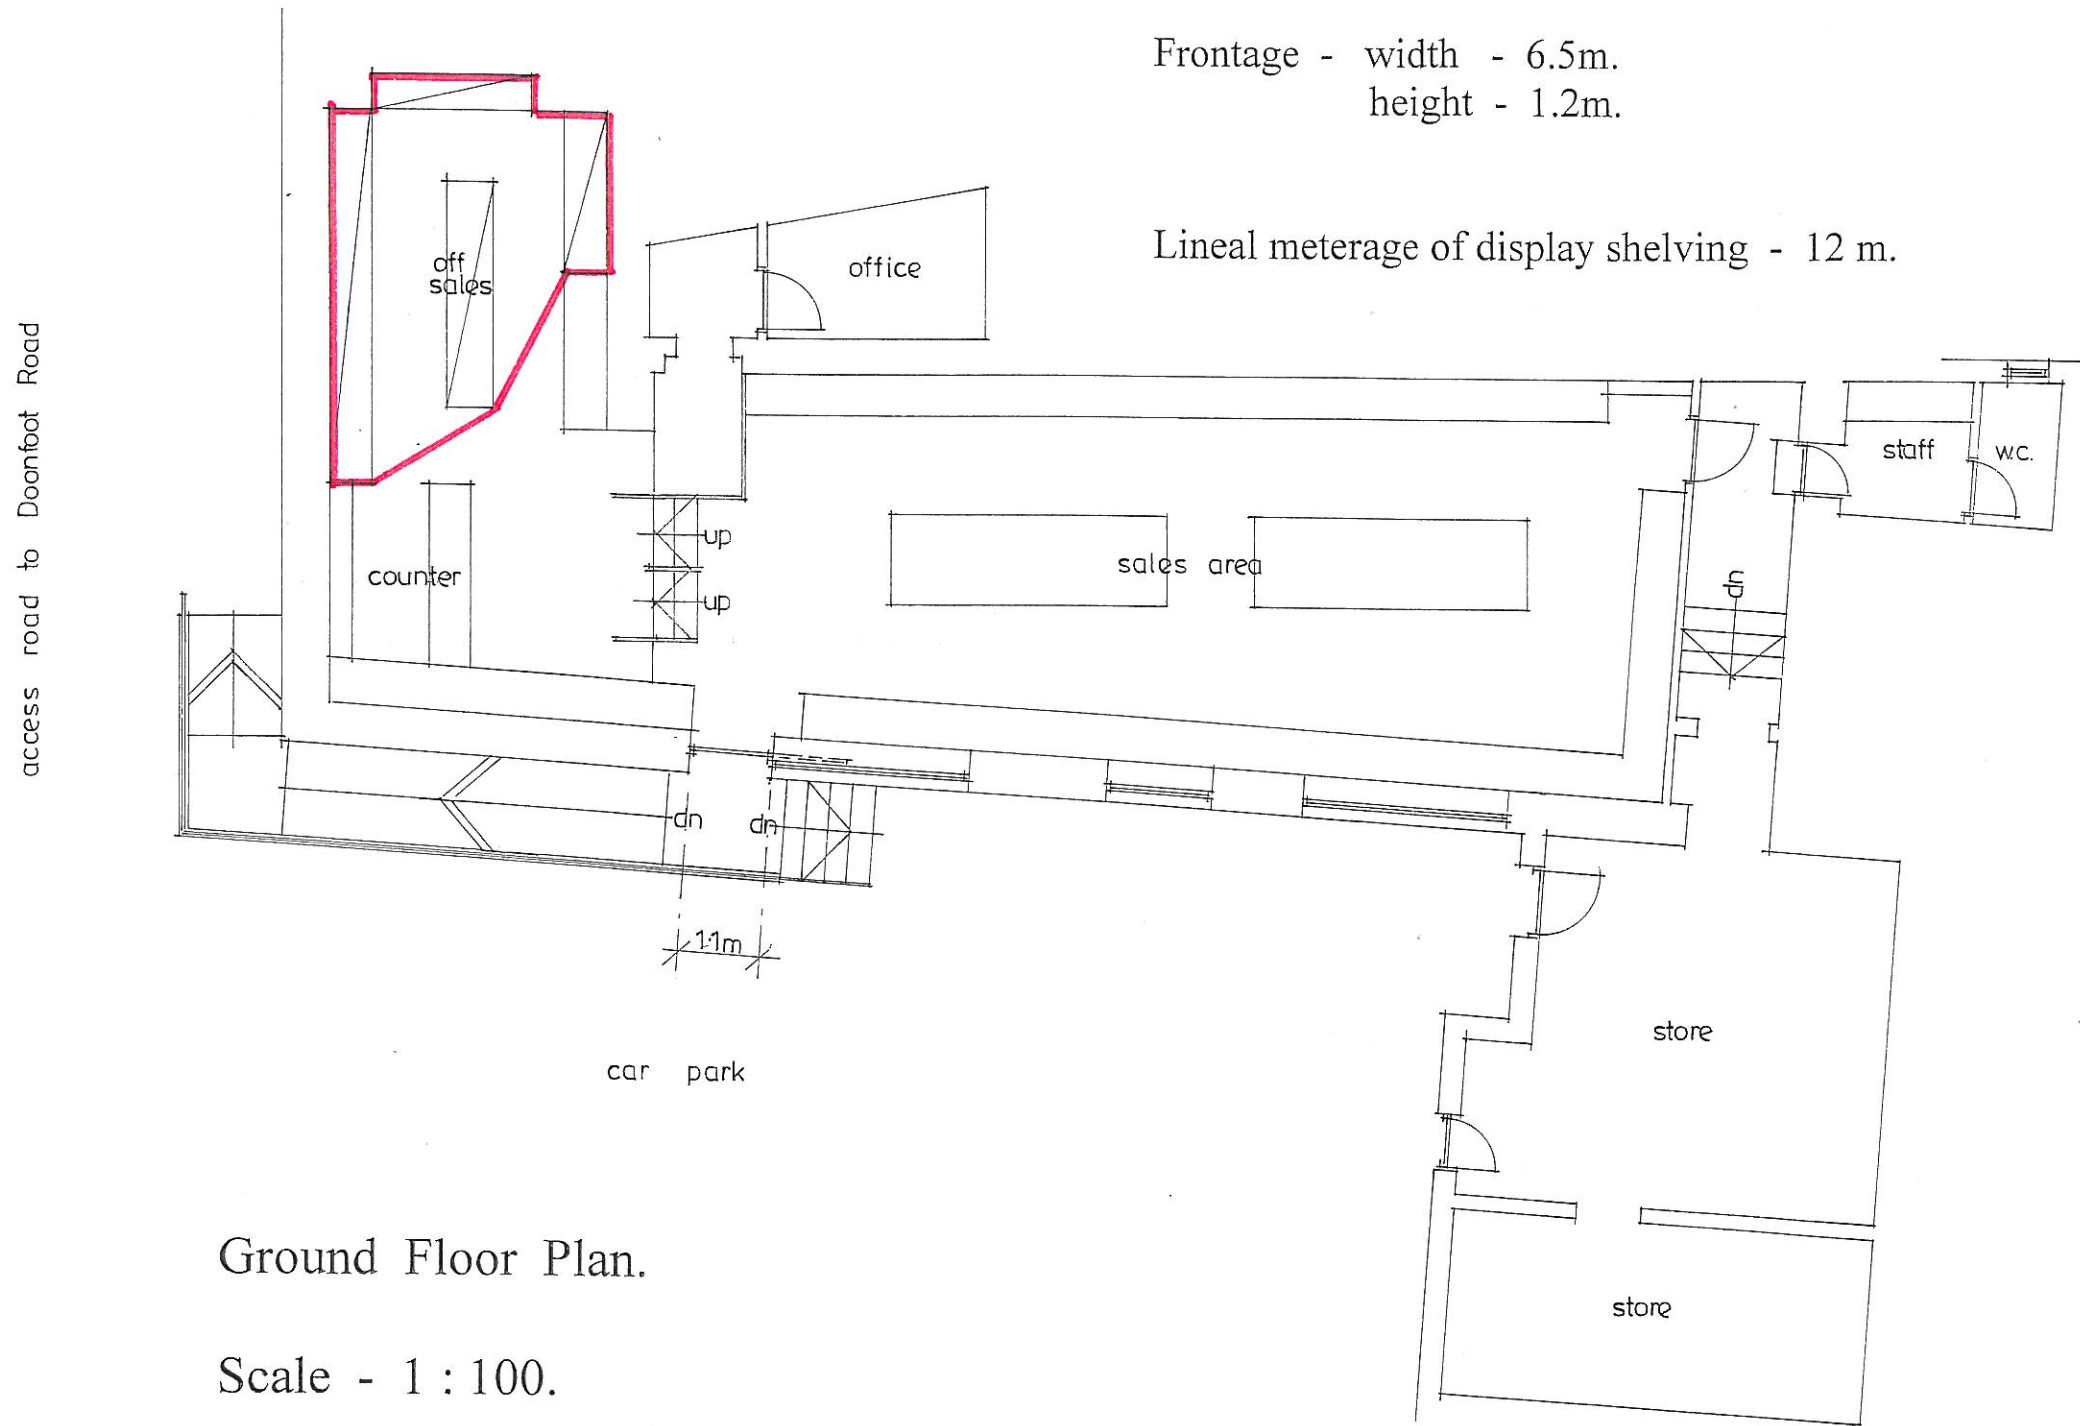 Frontage - width - 6.5m.
height - 1.2m.
Lineal meterage of display shelving - 12 m.
off
sales
office
access road to Doonfoot Road
staff
w.c.
up
up
sales area
counter
dn
dn
dn
1·1m
car park
store
store
Ground Floor Plan.
Scale - 1 : 100.